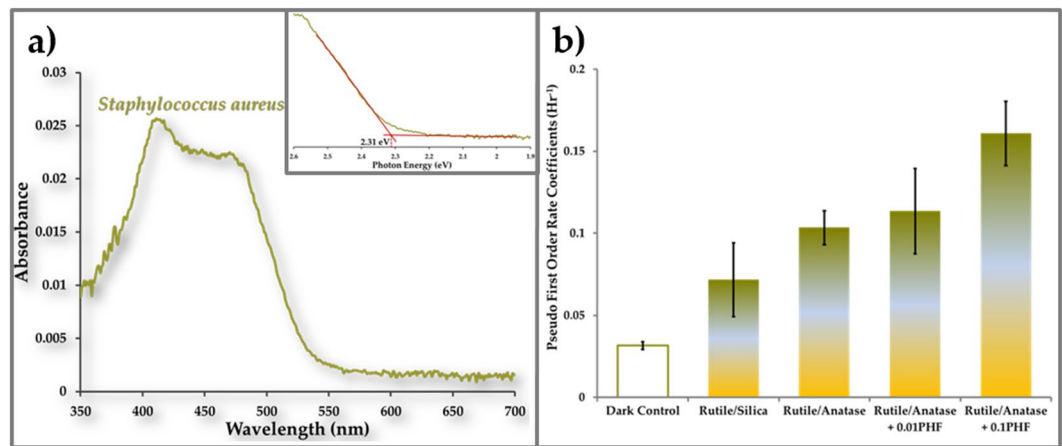 a)
Staphylococcus aureus
0.03
0.025
0.02
0.015
0.01
0.005
0
Absorbance
350 400 450 500 550 600 650 700
Wavelength (nm)
2.31 eV
2.6 2.5 2.4 2.3 2.2 2.1 2 1.9
Photon Energy (eV)
b)
0.2
0.15
0.1
0.05
0
Pseudo First Order Rate Coefficients (Hr⁻¹)
Dark Control Rutile/Silica Rutile/Anatase Rutile/Anatase Rutile/Anatase
+ 0.01PHF + 0.1PHF